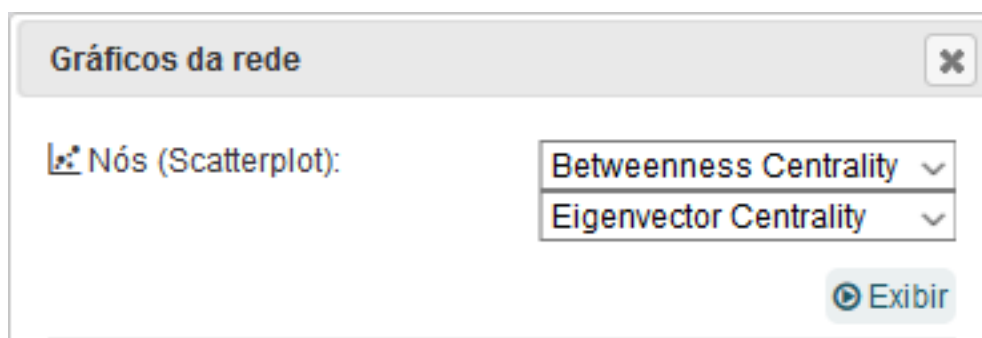 Gráficos da rede
Nós (Scatterplot):
Betweenness Centrality
Eigenvector Centrality
Exibir